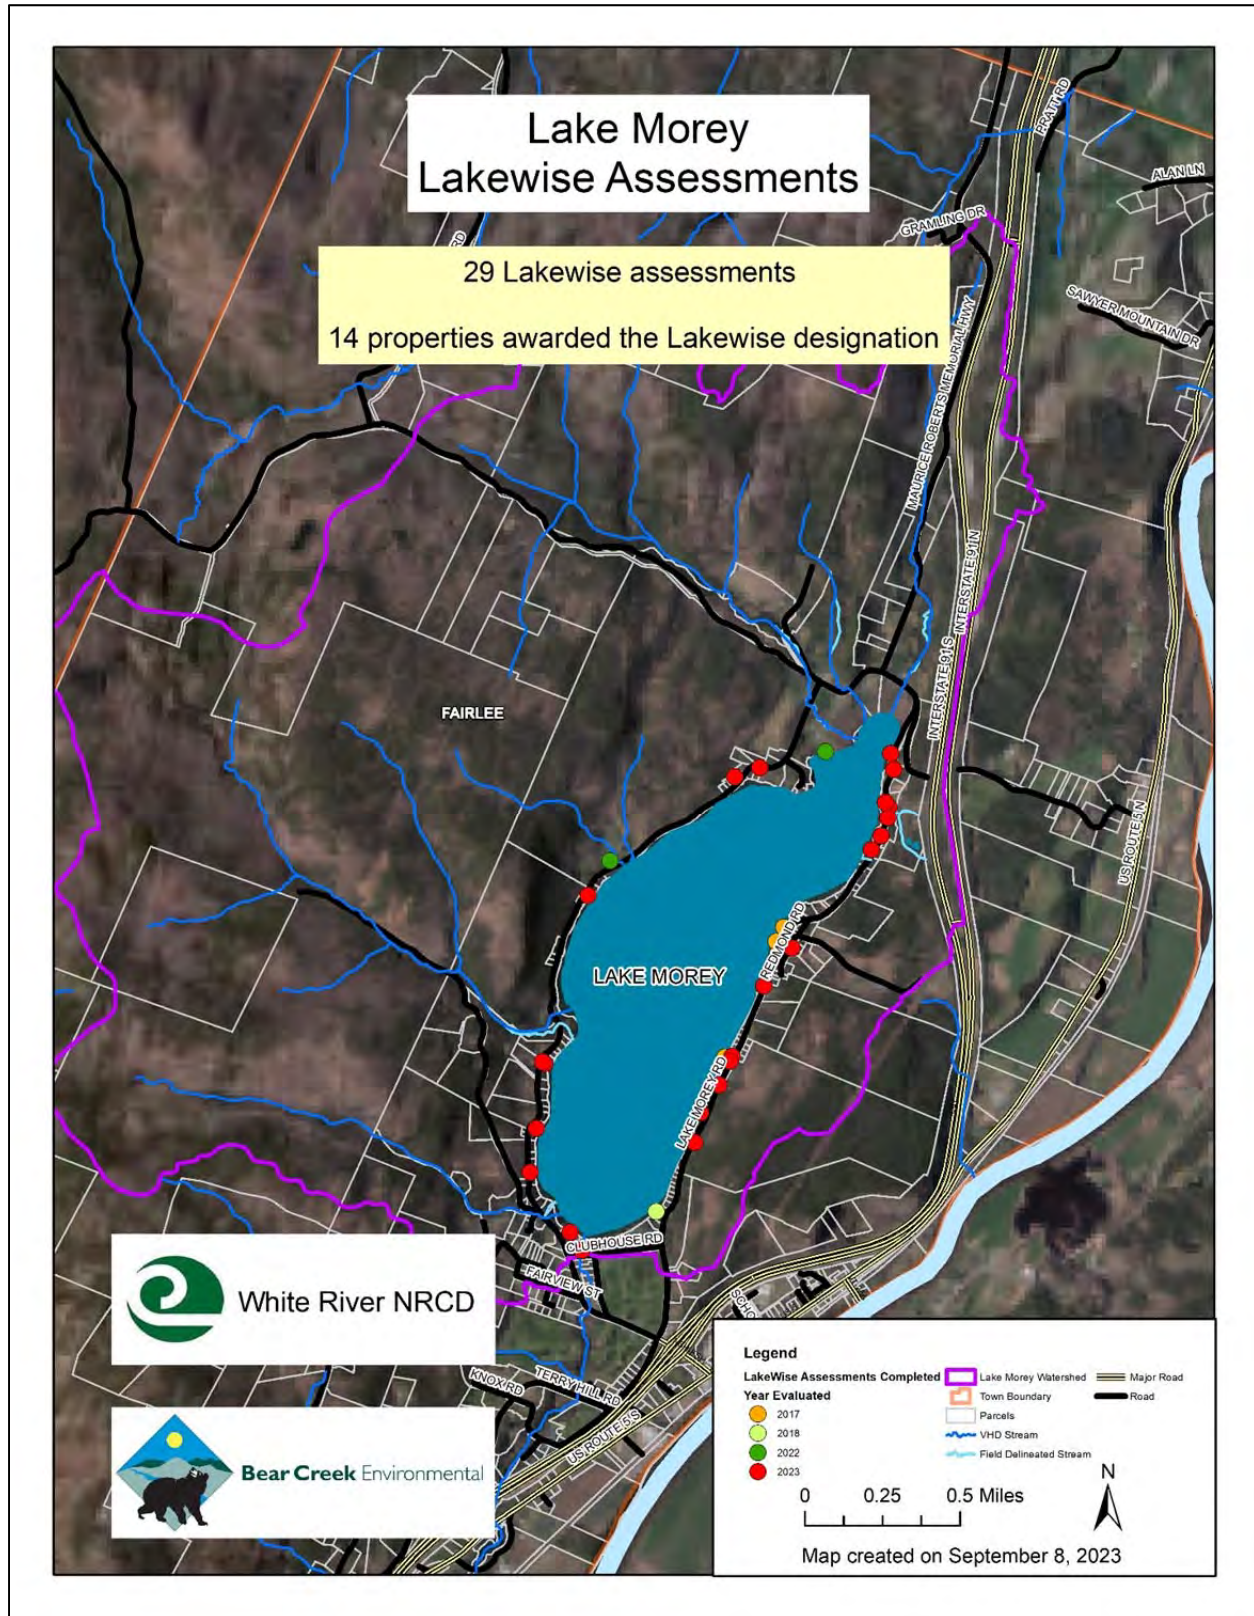 Lake Morey
Lakewise Assessments
29 Lakewise assessments
14 properties awarded the Lakewise designation
PRATT RD
ALAN LN
GRAMLING DR
RD
SAWYER MOUNTAIN DR
MAURICE ROBERTS MEMORIAL HWY
INTERSTATE 91 N
INTERSTATE 91 S
US ROUTE 5 N
FAIRLEE
REDMOND RD
LAKE MOREY
LAKE MOREY RD
CLUBHOUSE RD
FAIRVIEW ST
SCHO
TERRY HILL RD
KNOX RD
US ROUTE 5 S
White River NRCD
Bear Creek Environmental
Legend
LakeWise Assessments Completed
Year Evaluated
2017
2018
2022
2023
Lake Morey Watershed
Town Boundary
Parcels
VHD Stream
Field Delineated Stream
Major Road
Road
N
0 0.25 0.5 Miles
Map created on September 8, 2023